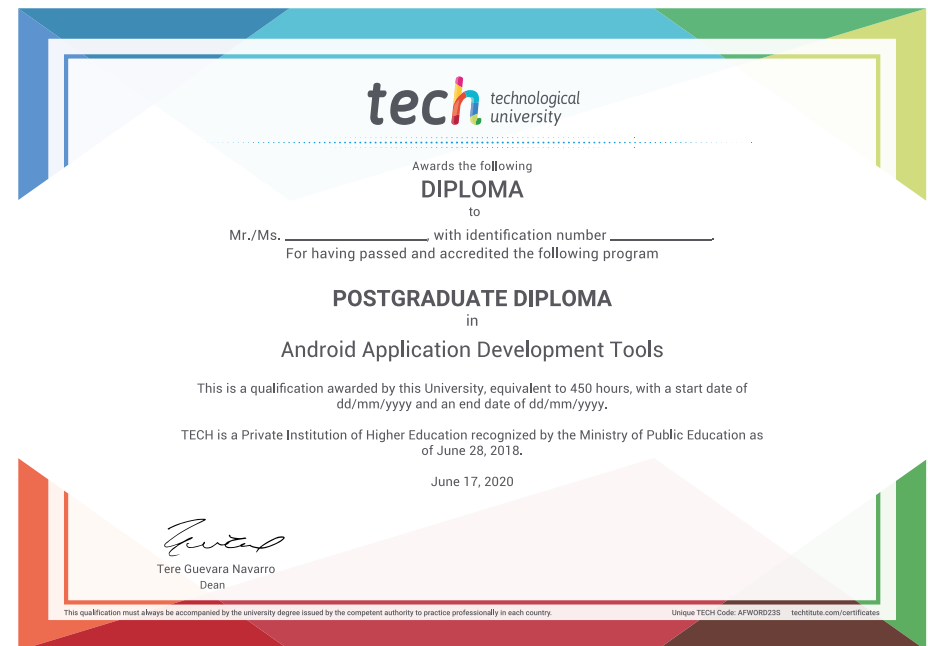 tech technological
university
Awards the following
DIPLOMA
to
Mr./Ms. ____________________, with identification number ______________.
For having passed and accredited the following program
POSTGRADUATE DIPLOMA
in
Android Application Development Tools
This is a qualification awarded by this University, equivalent to 450 hours, with a start date of
dd/mm/yyyy and an end date of dd/mm/yyyy.
TECH is a Private Institution of Higher Education recognized by the Ministry of Public Education as
of June 28, 2018.
June 17, 2020
Tere Guevara Navarro
Dean
This qualification must always be accompanied by the university degree issued by the competent authority to practice professionally in each country.
Unique TECH Code: AFWORD23S techtitute.com/certificates